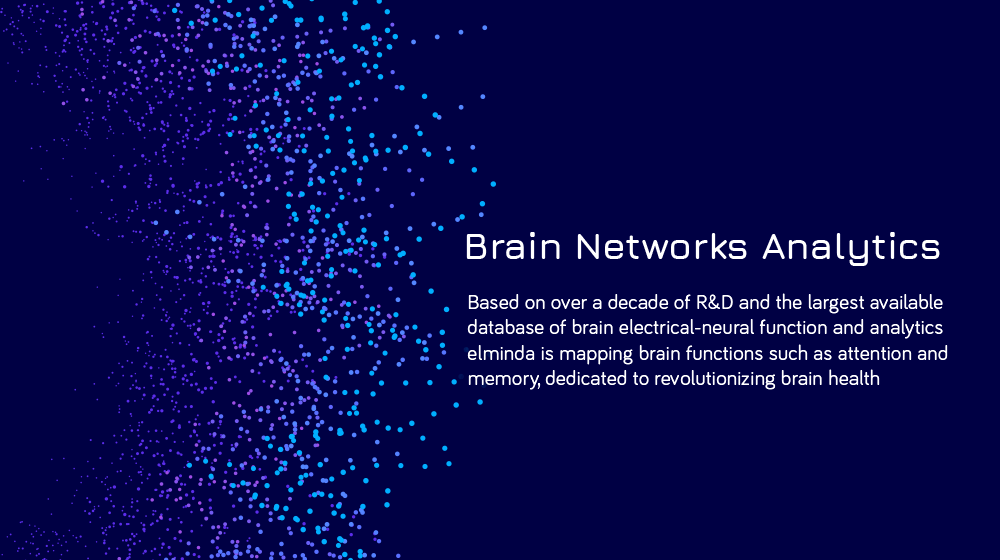 Brain Networks Analytics
Based on over a decade of R&D and the largest available
database of brain electrical-neural function and analytics
elminda is mapping brain functions such as attention and
memory, dedicated to revolutionizing brain health